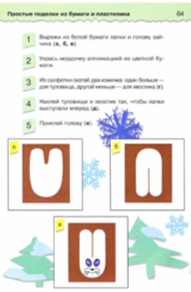 Простые поделки из бумаги и пластилина 64
1 Вырежи из белой бумаги лапки и голову зай-
чика (а, б, в).
2 Укрась мордочку аппликацией из цветной бу-
маги.
3 Из салфетки скатай два комочка: один больше —
для туловища, другой меньше — для хвостика (г).
4 Наклей туловище и хвостик так, чтобы лапки
выступали вперёд (д).
5 Приклей голову (е).
а
б
в